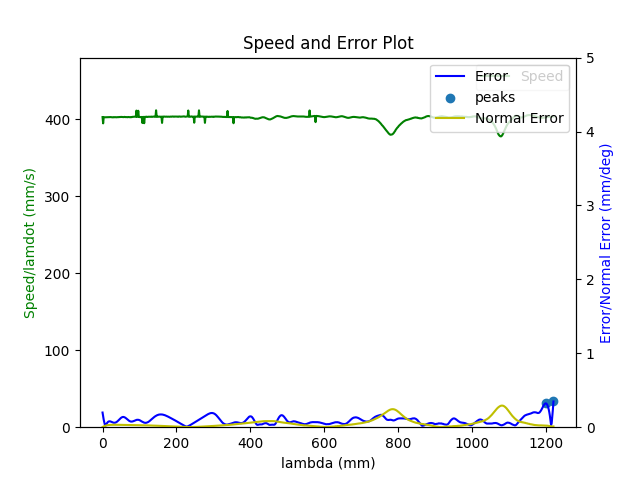 Speed and Error Plot
Error
Speed
peaks
Normal Error
400
300
200
100
0
5
4
3
2
1
0
0 200 400 600 800 1000 1200
lambda (mm)
Speed/lamdot (mm/s)
Error/Normal Error (mm/deg)